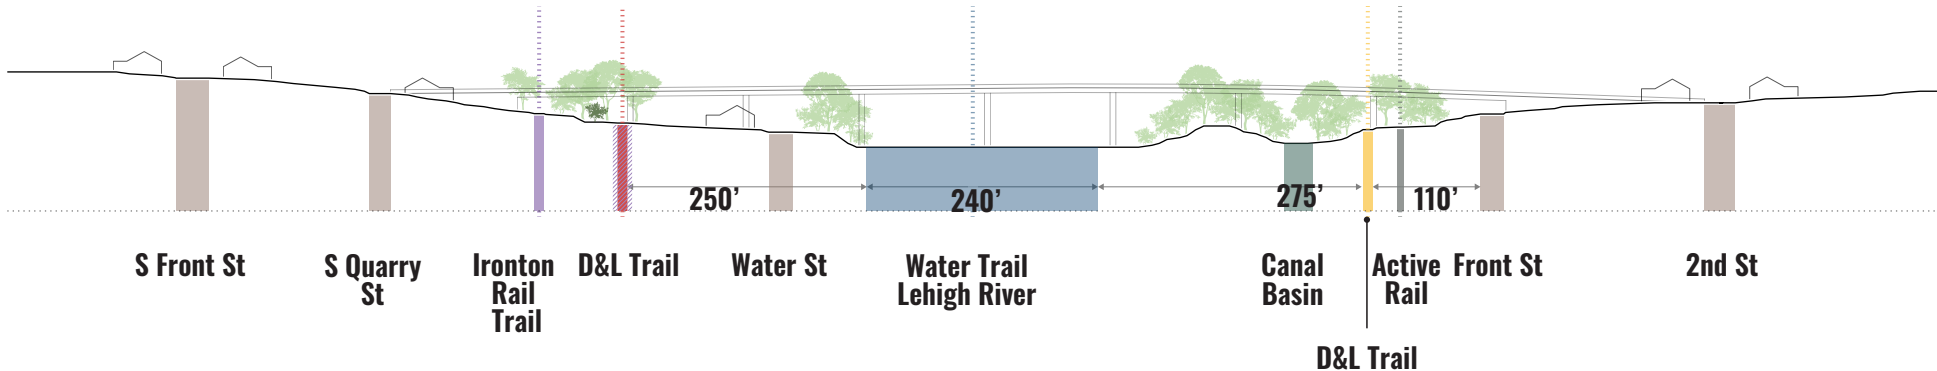 250’
240’
275’
110’
S Front St
S Quarry
St
Ironton
Rail
Trail
D&L Trail
Water St
Water Trail
Lehigh River
Canal
Basin
Active
Rail
Front St
2nd St
D&L Trail